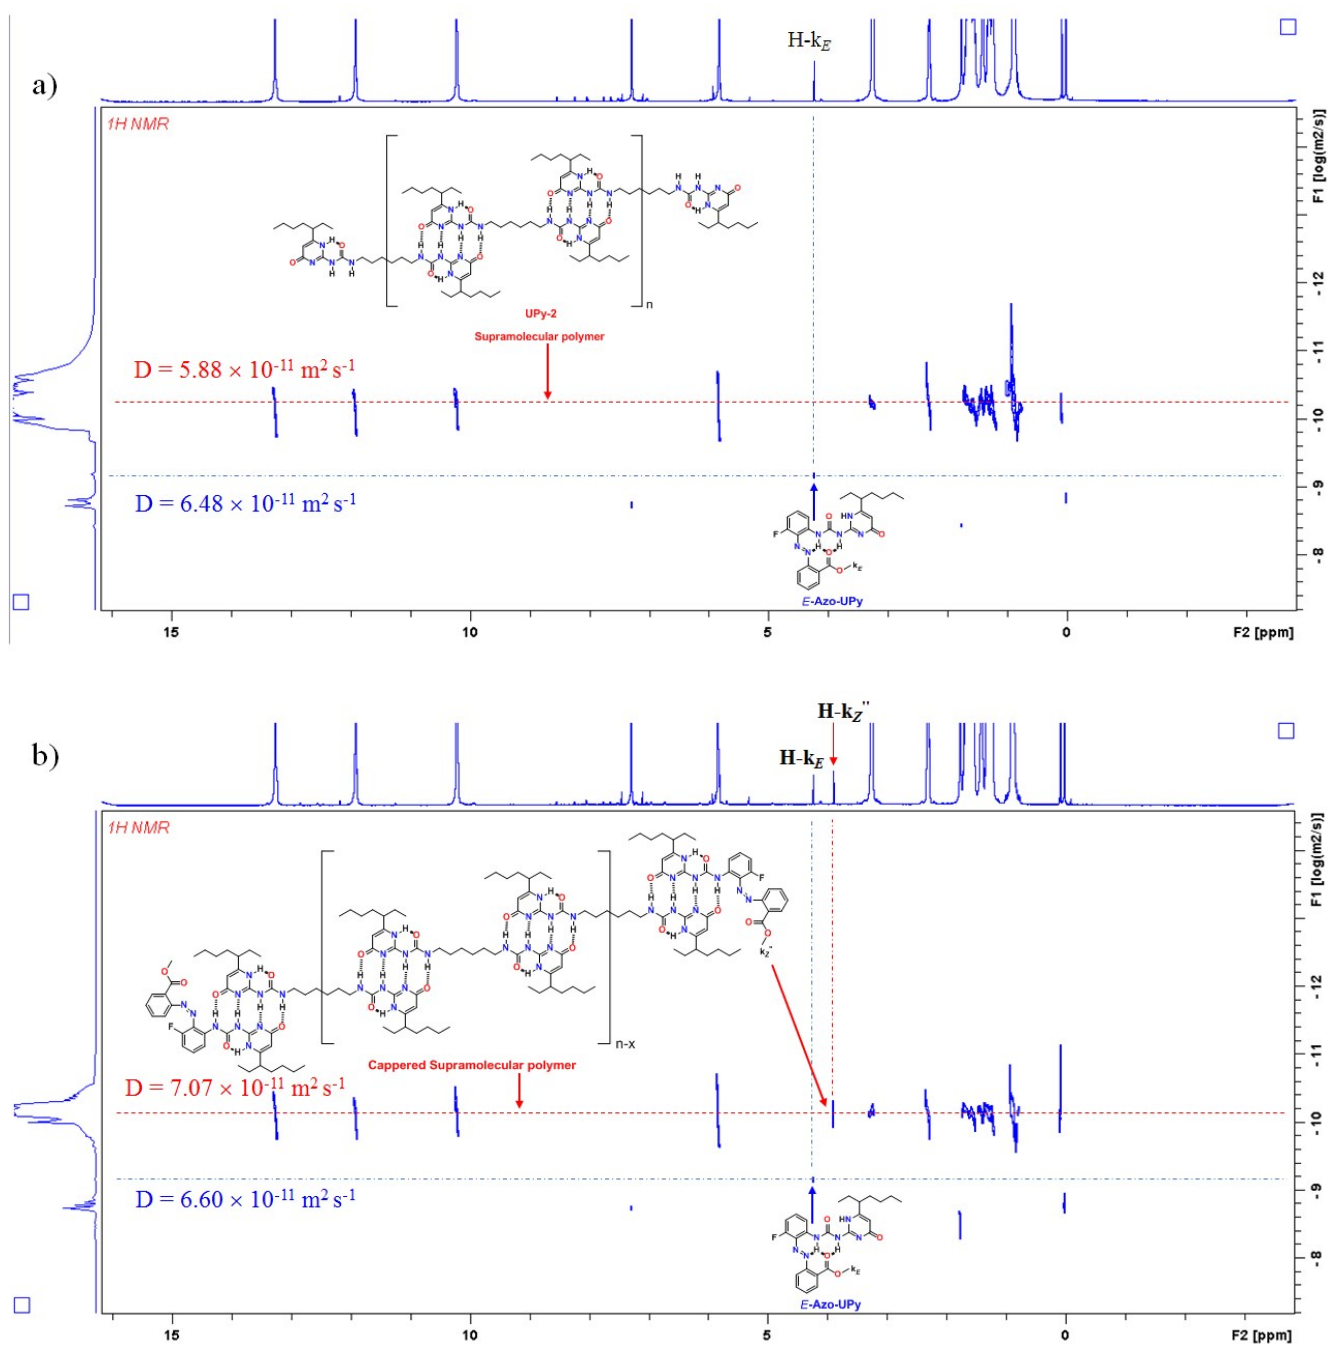 a)
H-kE
1H NMR
n
UPy-2
Supramolecular polymer
D = 5.88 × 10-11 m2 s-1
D = 6.48 × 10-11 m2 s-1
kE
E-Azo-UPy
F1 [log(m2/s)]
-12
-11
-10
-9
-8
15
10
5
0
F2 [ppm]
b)
H-kZ"
H-kE
1H NMR
kZ"
n-x
Cappered Supramolecular polymer
D = 7.07 × 10-11 m2 s-1
D = 6.60 × 10-11 m2 s-1
kE
E-Azo-UPy
F1 [log(m2/s)]
-12
-11
-10
-9
-8
15
10
5
0
F2 [ppm]